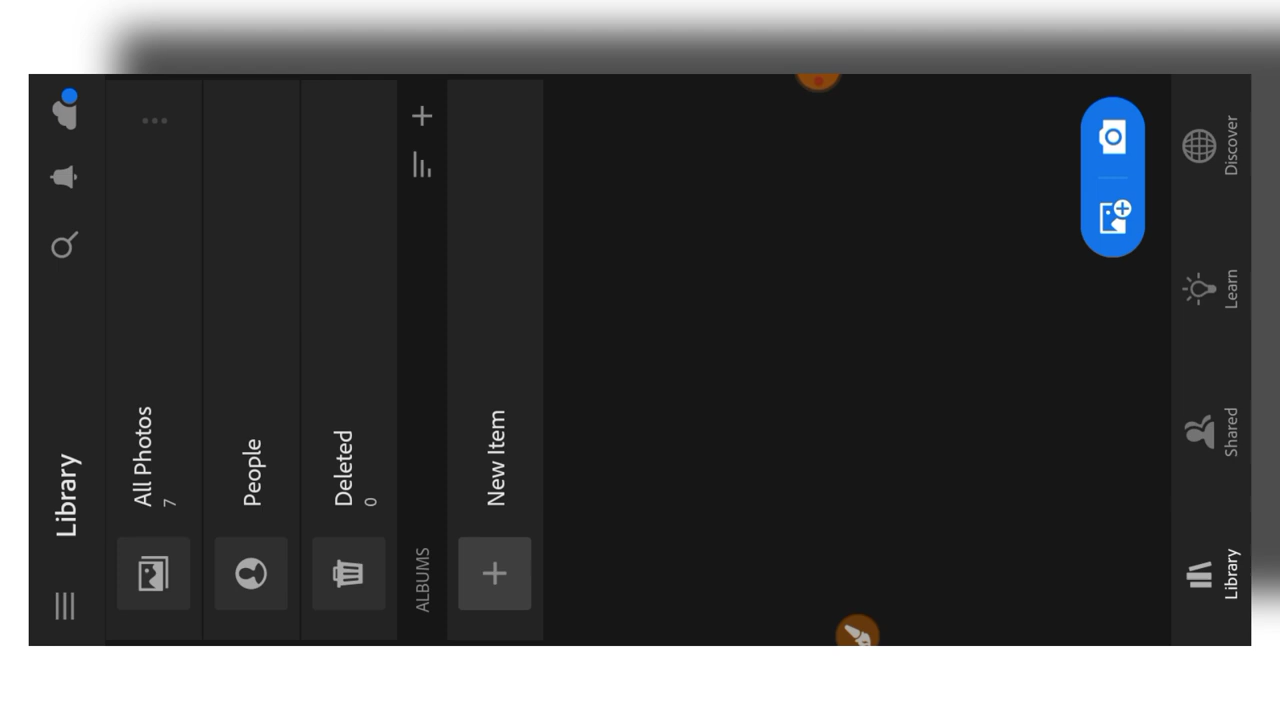 Library
All Photos
7
People
Deleted
0
ALBUMS
New Item
Library
Shared
Learn
Discover